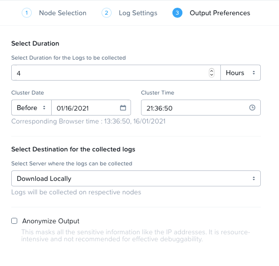 1 Node Selection 2 Log Settings 3 Output Preferences
Select Duration
Select Duration for the Logs to be collected
4 Hours
Cluster Date Cluster Time
Before 01/16/2021 21:36:50
Corresponding Browser time : 13:36:50, 16/01/2021
Select Destination for the collected logs
Select Server where the logs can be collected
Download Locally
Logs will be collected on respective nodes
Anonymize Output
This masks all the sensitive information like the IP addresses. It is resource-
intensive and not recommended for effective debuggability.